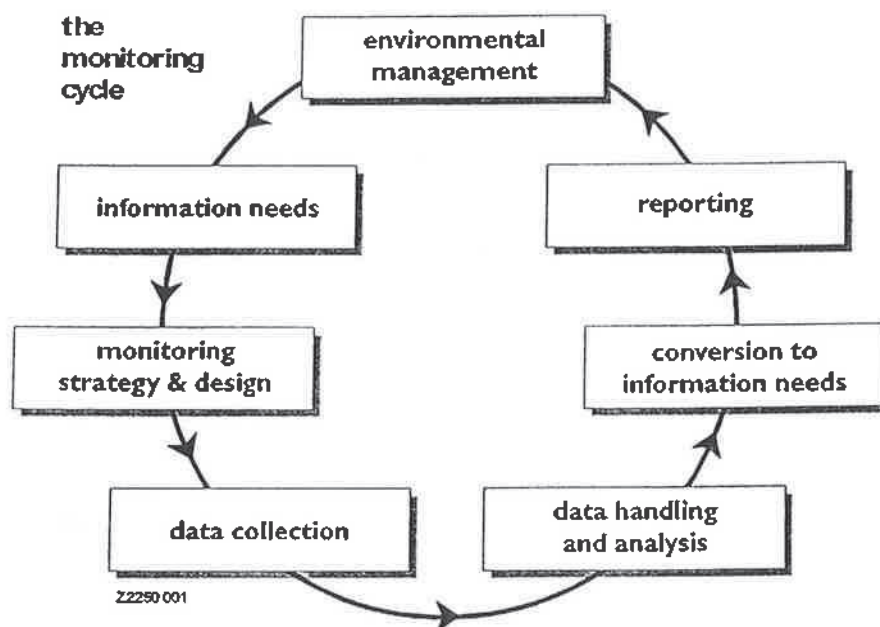 the
monitoring
cycle
environmental
management
information needs
reporting
monitoring
strategy & design
conversion to
information needs
data collection
data handling
and analysis
Z2250 001